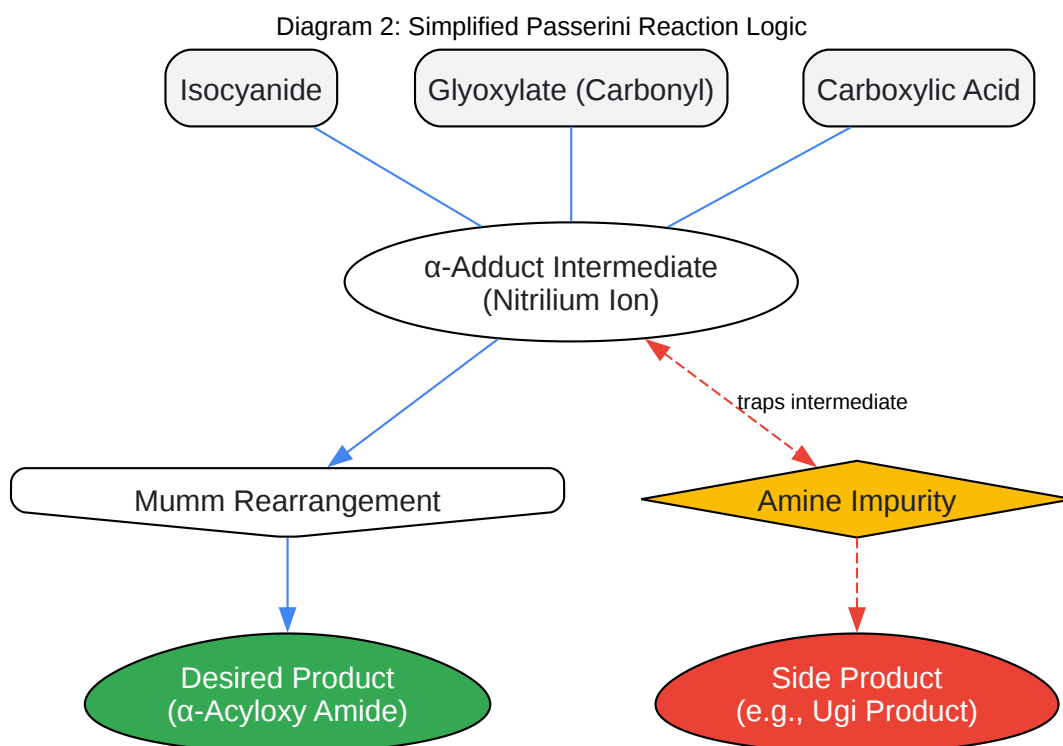 Diagram 2: Simplified Passerini Reaction Logic
Isocyanide
Glyoxylate (Carbonyl)
Carboxylic Acid
α-Adduct Intermediate
(Nitrilium Ion)
traps intermediate
Mumm Rearrangement
Amine Impurity
Desired Product
(α-Acyloxy Amide)
Side Product
(e.g., Ugi Product)